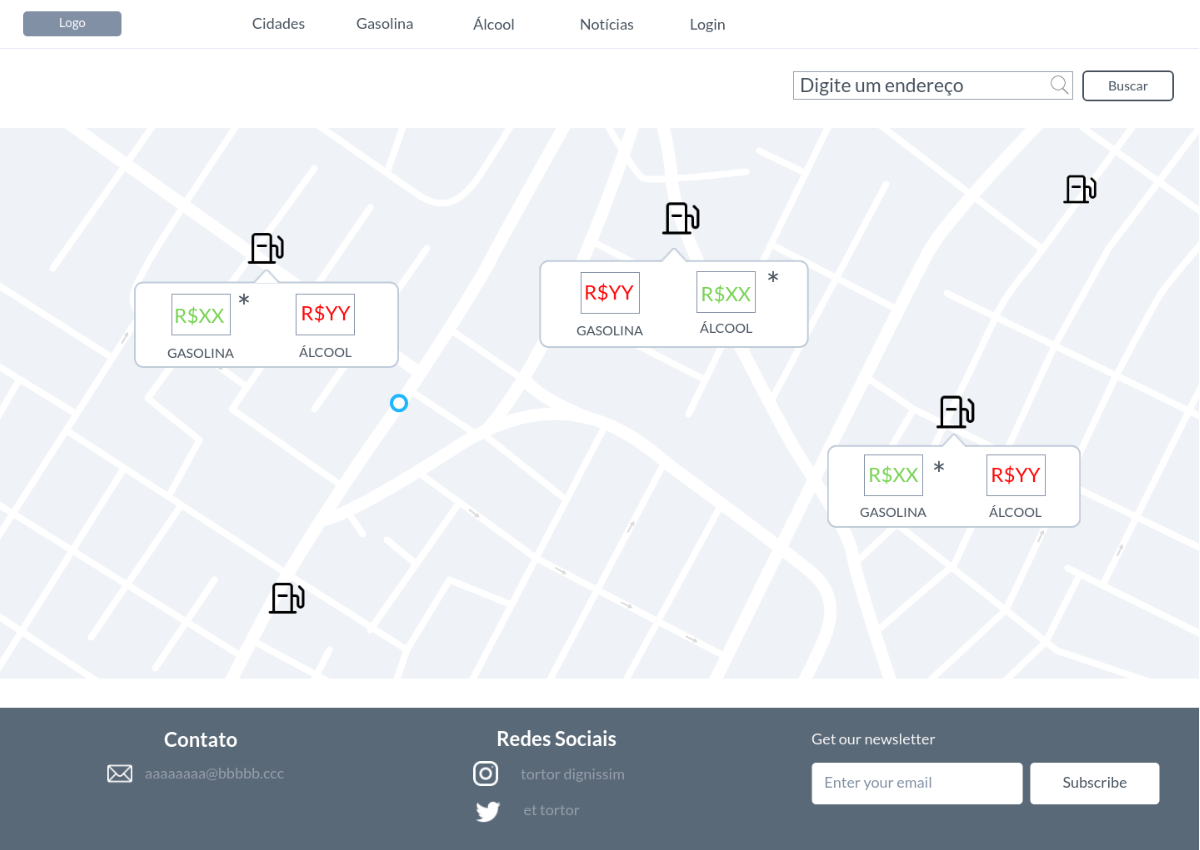 Logo
Cidades
Gasolina
Álcool
Notícias
Login
Digite um endereço
Buscar
R$XX *
R$YY
GASOLINA
ÁLCOOL
R$YY
R$XX *
GASOLINA
ÁLCOOL
R$XX *
R$YY
GASOLINA
ÁLCOOL
Contato
aaaaaaaa@bbbbb.ccc
Redes Sociais
tortor dignissim
et tortor
Get our newsletter
Enter your email
Subscribe